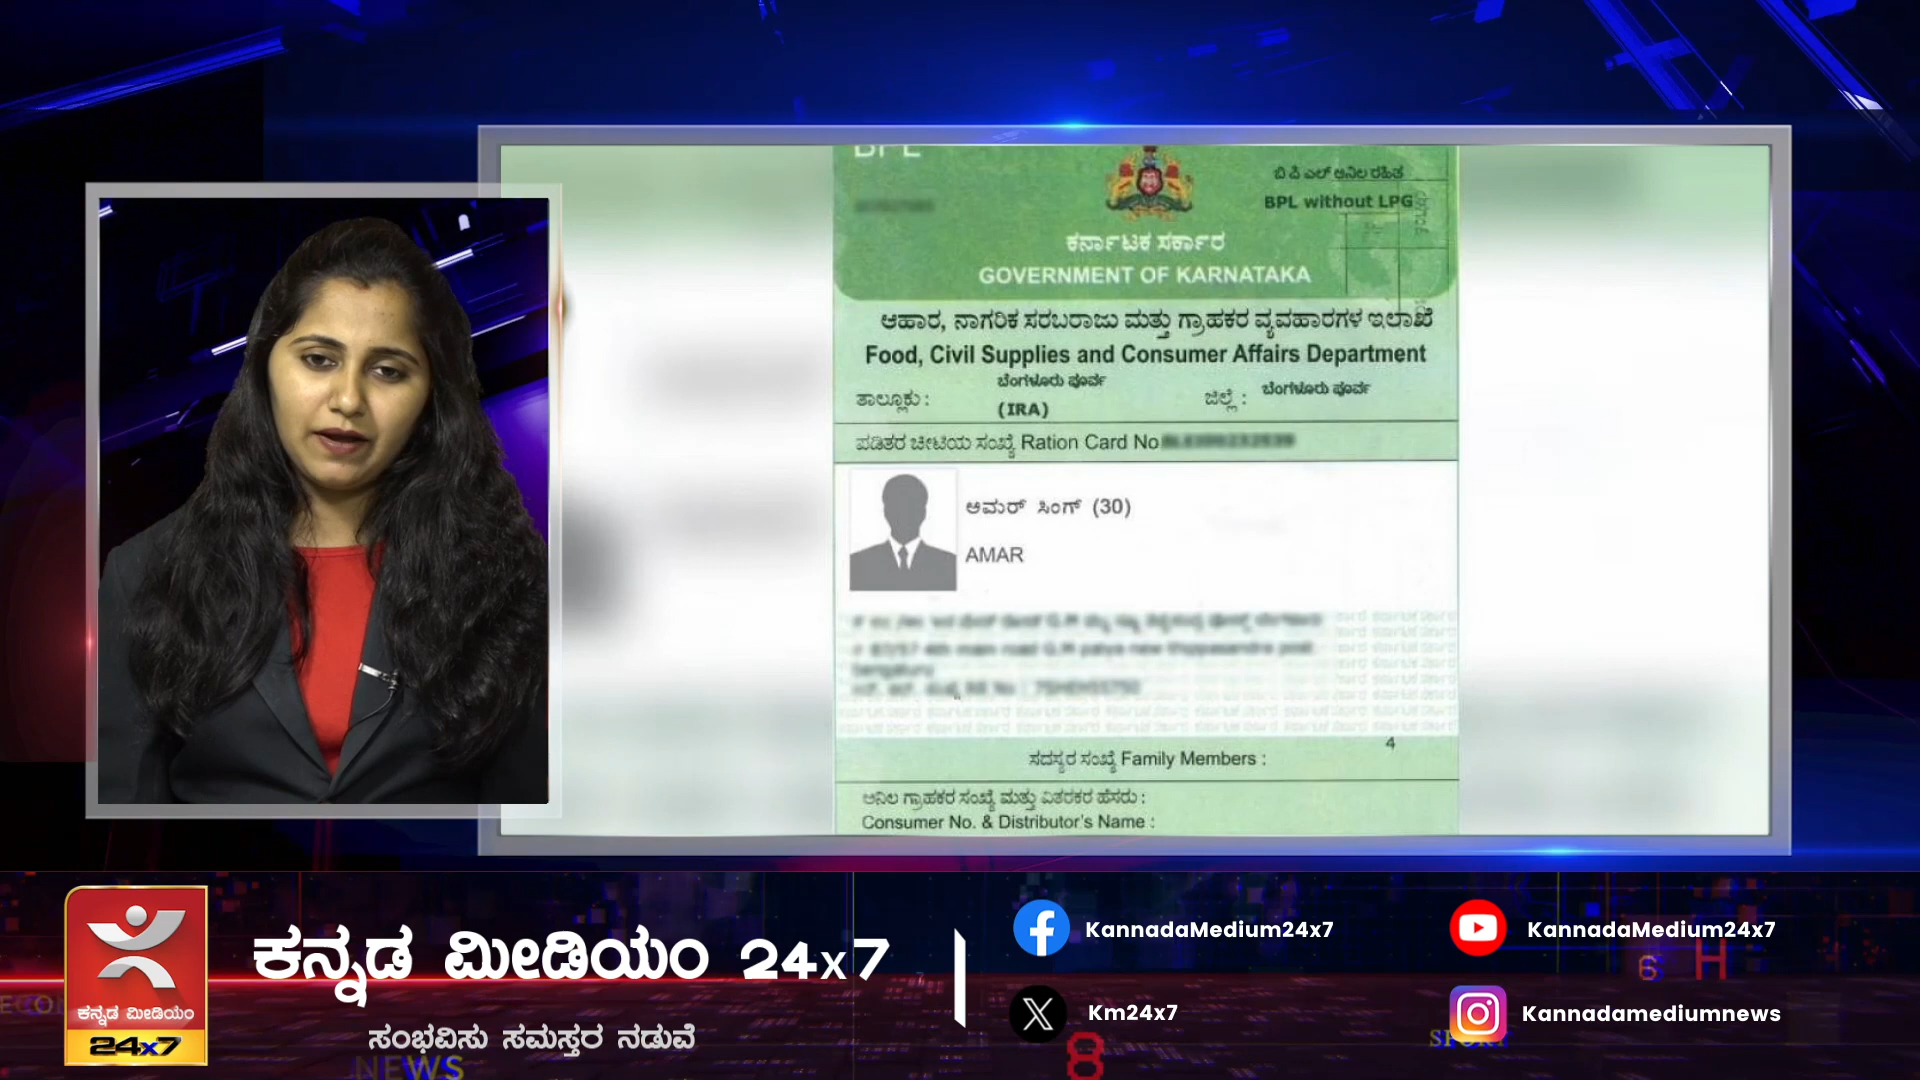 BPL
ಬಿ ಪಿ ಎಲ್ ಅನಿಲ ರಹಿತ
BPL without LPG
ಕರ್ನಾಟಕ ಸರ್ಕಾರ
GOVERNMENT OF KARNATAKA
ಆಹಾರ, ನಾಗರಿಕ ಸರಬರಾಜು ಮತ್ತು ಗ್ರಾಹಕರ ವ್ಯವಹಾರಗಳ ಇಲಾಖೆ
Food, Civil Supplies and Consumer Affairs Department
ತಾಲ್ಲೂಕು : ಬೆಂಗಳೂರು ಪೂರ್ವ (IRA) ಜಿಲ್ಲೆ : ಬೆಂಗಳೂರು ಪೂರ್ವ
ಪಡಿತರ ಚೀಟಿಯ ಸಂಖ್ಯೆ Ration Card No
ಅಮರ್ ಸಿಂಗ್ (30)
AMAR
4
ಸದಸ್ಯರ ಸಂಖ್ಯೆ Family Members :
ಅನಿಲ ಗ್ರಾಹಕರ ಸಂಖ್ಯೆ ಮತ್ತು ವಿತರಕರ ಹೆಸರು :
Consumer No. & Distributor's Name :
ಕನ್ನಡ ಮೀಡಿಯಂ
24x7
ಕನ್ನಡ ಮೀಡಿಯಂ 24x7
ಸಂಭವಿಸು ಸಮಸ್ತರ ನಡುವೆ
NEWS
KannadaMedium24x7
KannadaMedium24x7
Km24x7
Kannadamediumnews